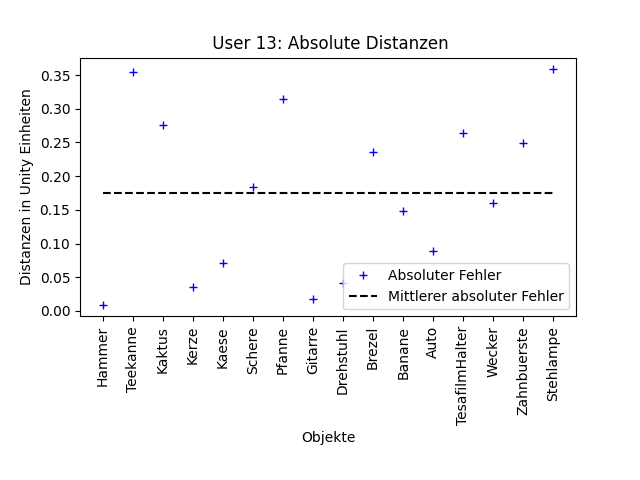 User 13: Absolute Distanzen
Distanzen in Unity Einheiten
0.35
0.30
0.25
0.20
0.15
0.10
0.05
0.00
Absoluter Fehler
Mittlerer absoluter Fehler
Hammer
Teekanne
Kaktus
Kerze
Kaese
Schere
Pfanne
Gitarre
Drehstuhl
Brezel
Banane
Auto
TesafilmHalter
Wecker
Zahnbuerste
Stehlampe
Objekte